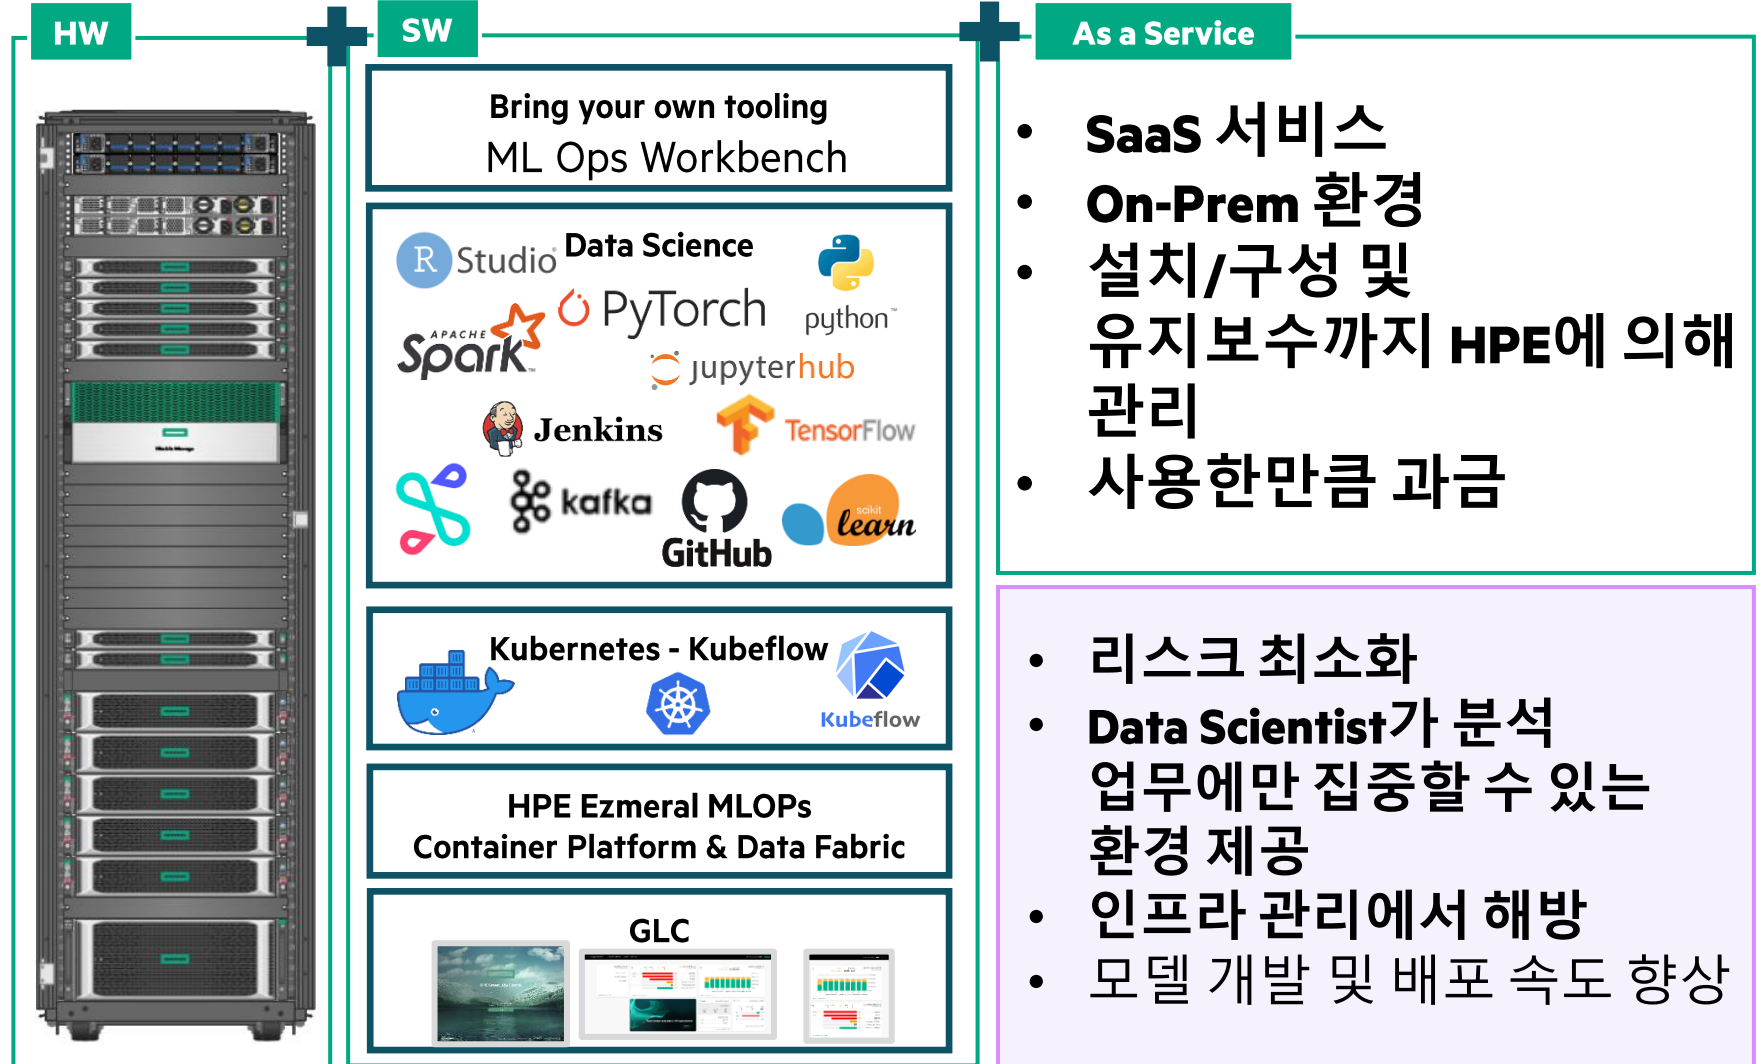 HW
SW
As a Service
Bring your own tooling
ML Ops Workbench
R Studio
Data Science
python
PyTorch
APACHE
Spark
jupyterhub
Jenkins
TensorFlow
kafka
GitHub
scikit
learn
Kubernetes - Kubeflow
Kubeflow
HPE Ezmeral MLOPs
Container Platform & Data Fabric
GLC
• SaaS 서비스
• On-Prem 환경
• 설치/구성 및
유지보수까지 HPE에 의해
관리
• 사용한만큼 과금
• 리스크 최소화
• Data Scientist가 분석
업무에만 집중할 수 있는
환경 제공
• 인프라 관리에서 해방
• 모델 개발 및 배포 속도 향상